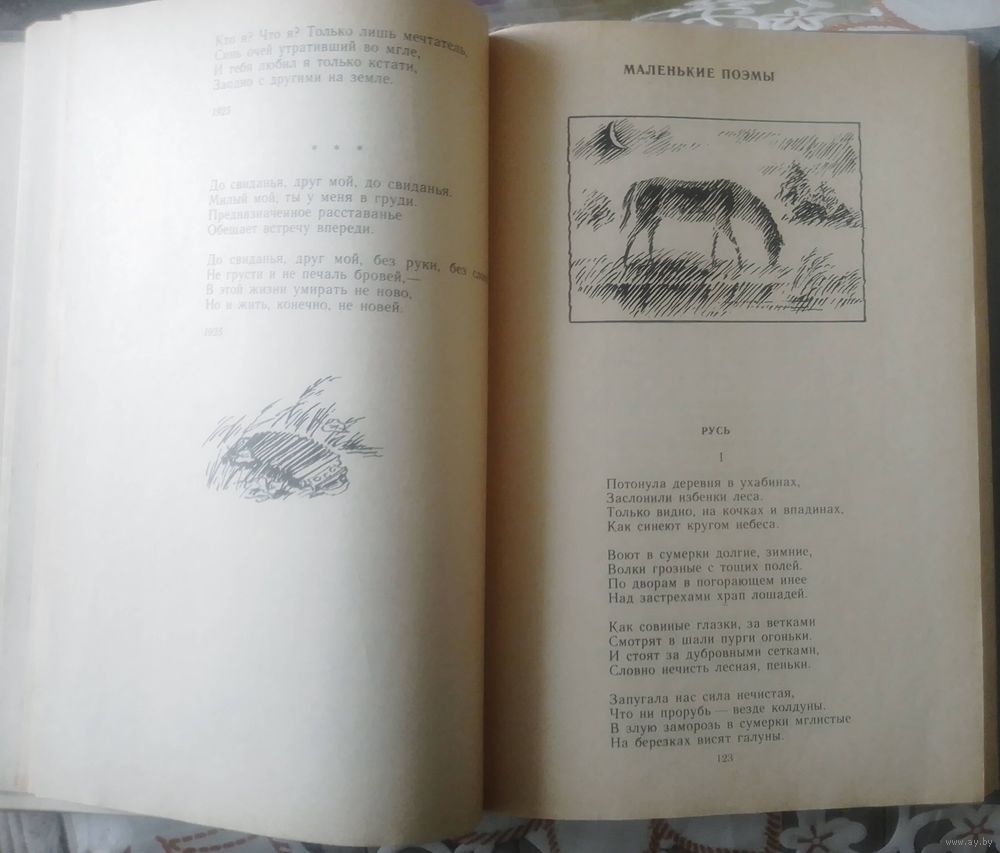 Кто я? Что я? Только лишь мечтатель,
Синь очей утративший во мгле,
И тебя любил я только кстати,
Заодно с другими на земле.
1925
* * *
До свиданья, друг мой, до свиданья.
Милый мой, ты у меня в груди.
Предназначенное расставанье
Обещает встречу впереди.
До свиданья, друг мой, без руки, без
Не грусти и не печаль бровей,—
В этой жизни умирать не ново,
Но и жить, конечно, не новей.
1925
МАЛЕНЬКИЕ ПОЭМЫ
РУСЬ
1
Потонула деревня в ухабинах,
Заслонили избенки леса.
Только видно, на кочках и впадинах,
Как синеют кругом небеса.
Воют в сумерки долгие, зимние,
Волки грозные с тощих полей.
По дворам в погорающем инее
Над застрехами храп лошадей.
Как совиные глазки, за ветками
Смотрят в шали пурги огоньки.
И стоят за дубровными сетками,
Словно нечисть лесная, пеньки.
Запугала нас сила нечистая,
Что ни прорубь — везде колдуны.
В злую заморозь в сумерки мглистые
На березках висят галуны.
123
www.ay.by